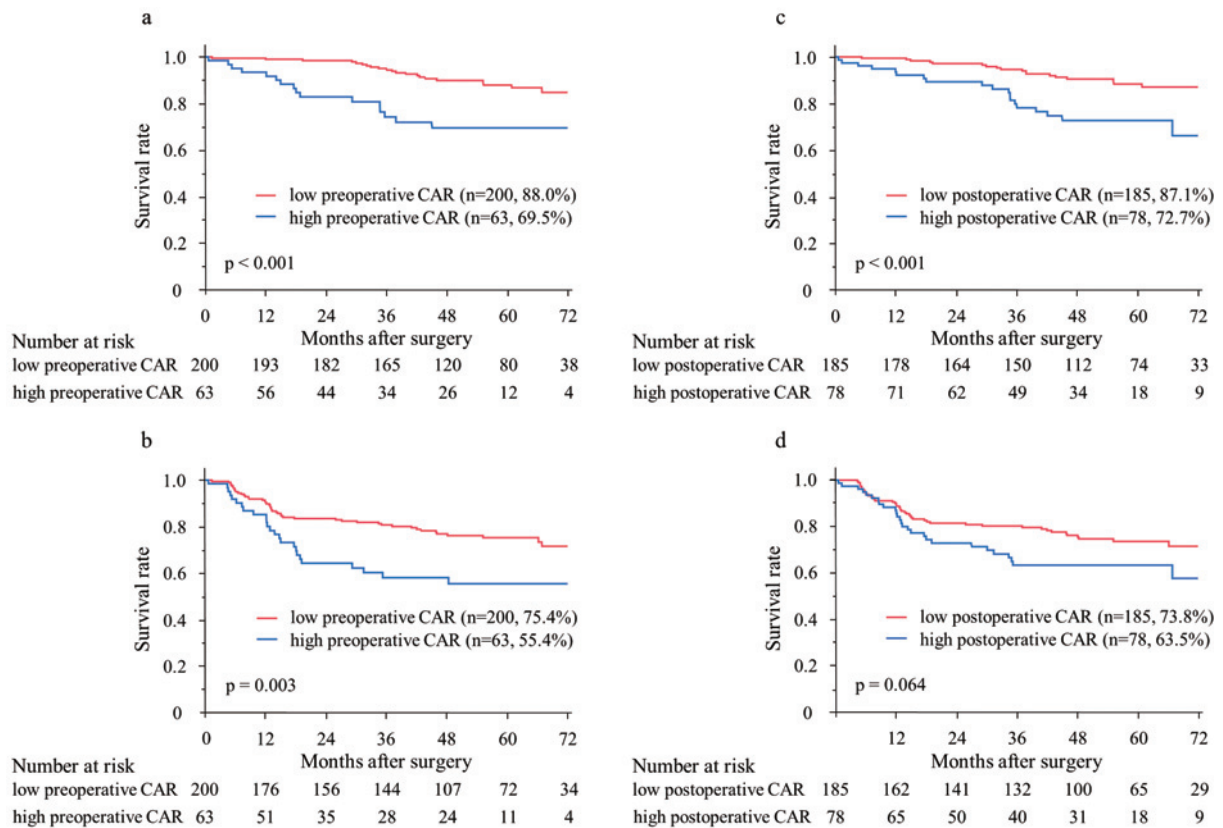 a
Survival rate
1.0
0.8
0.6
0.4
0.2
0
low preoperative CAR (n=200, 88.0%)
high preoperative CAR (n=63, 69.5%)
p < 0.001
0 12 24 36 48 60 72
Months after surgery
Number at risk
low preoperative CAR 200 193 182 165 120 80 38
high preoperative CAR 63 56 44 34 26 12 4
b
Survival rate
1.0
0.8
0.6
0.4
0.2
0
low preoperative CAR (n=200, 75.4%)
high preoperative CAR (n=63, 55.4%)
p = 0.003
0 12 24 36 48 60 72
Months after surgery
Number at risk
low preoperative CAR 200 176 156 144 107 72 34
high preoperative CAR 63 51 35 28 24 11 4
c
Survival rate
1.0
0.8
0.6
0.4
0.2
0
low postoperative CAR (n=185, 87.1%)
high postoperative CAR (n=78, 72.7%)
p < 0.001
0 12 24 36 48 60 72
Months after surgery
Number at risk
low postoperative CAR 185 178 164 150 112 74 33
high postoperative CAR 78 71 62 49 34 18 9
d
Survival rate
1.0
0.8
0.6
0.4
0.2
0
low postoperative CAR (n=185, 73.8%)
high postoperative CAR (n=78, 63.5%)
p = 0.064
12 24 36 48 60 72
Months after surgery
Number at risk
low postoperative CAR 185 162 141 132 100 65 29
high postoperative CAR 78 65 50 40 31 18 9